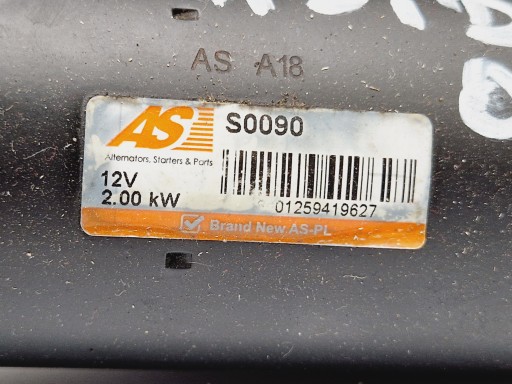 AS A18
AS
S0090
Alternators, Starters & Parts
12V
2.00 kW
01259419627
Brand New AS-PL